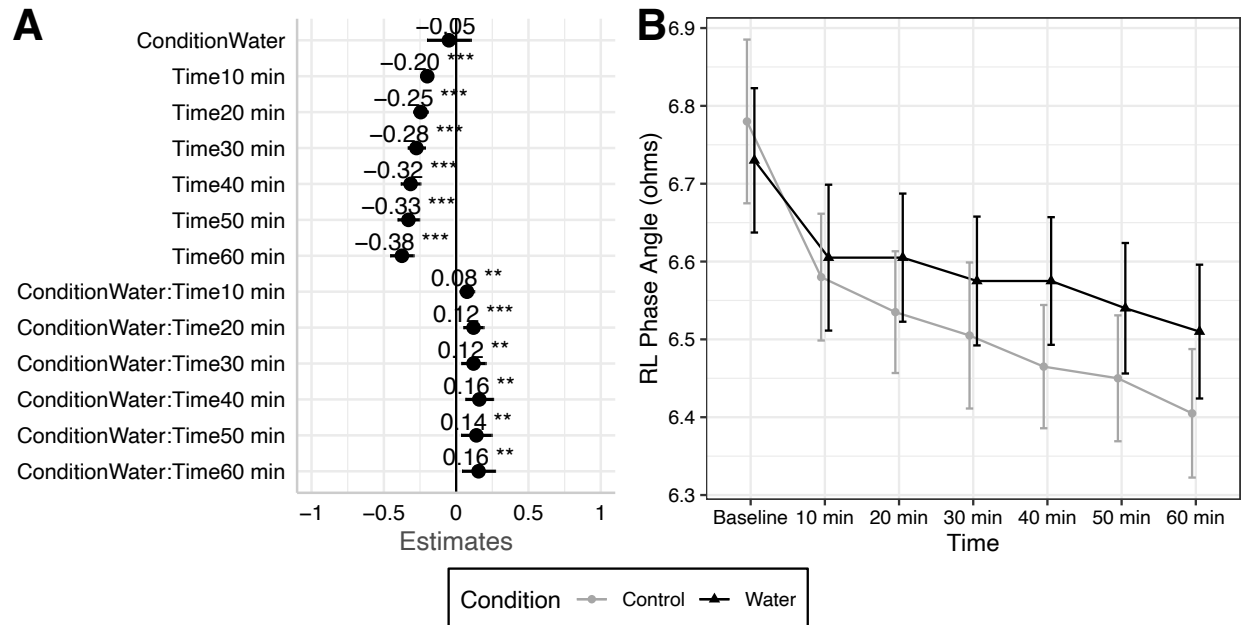 A
ConditionWater
Time10 min
Time20 min
Time30 min
Time40 min
Time50 min
Time60 min
ConditionWater:Time10 min
ConditionWater:Time20 min
ConditionWater:Time30 min
ConditionWater:Time40 min
ConditionWater:Time50 min
ConditionWater:Time60 min
−0.05
−0.20 ***
−0.25 ***
−0.28 ***
−0.32 ***
−0.33 ***
−0.38 ***
0.08 **
0.12 ***
0.12 **
0.16 **
0.14 **
0.16 **
−1 −0.5 0 0.5 1
Estimates
B
RL Phase Angle (ohms)
6.9
6.8
6.7
6.6
6.5
6.4
6.3
Baseline 10 min 20 min 30 min 40 min 50 min 60 min
Time
Condition Control Water